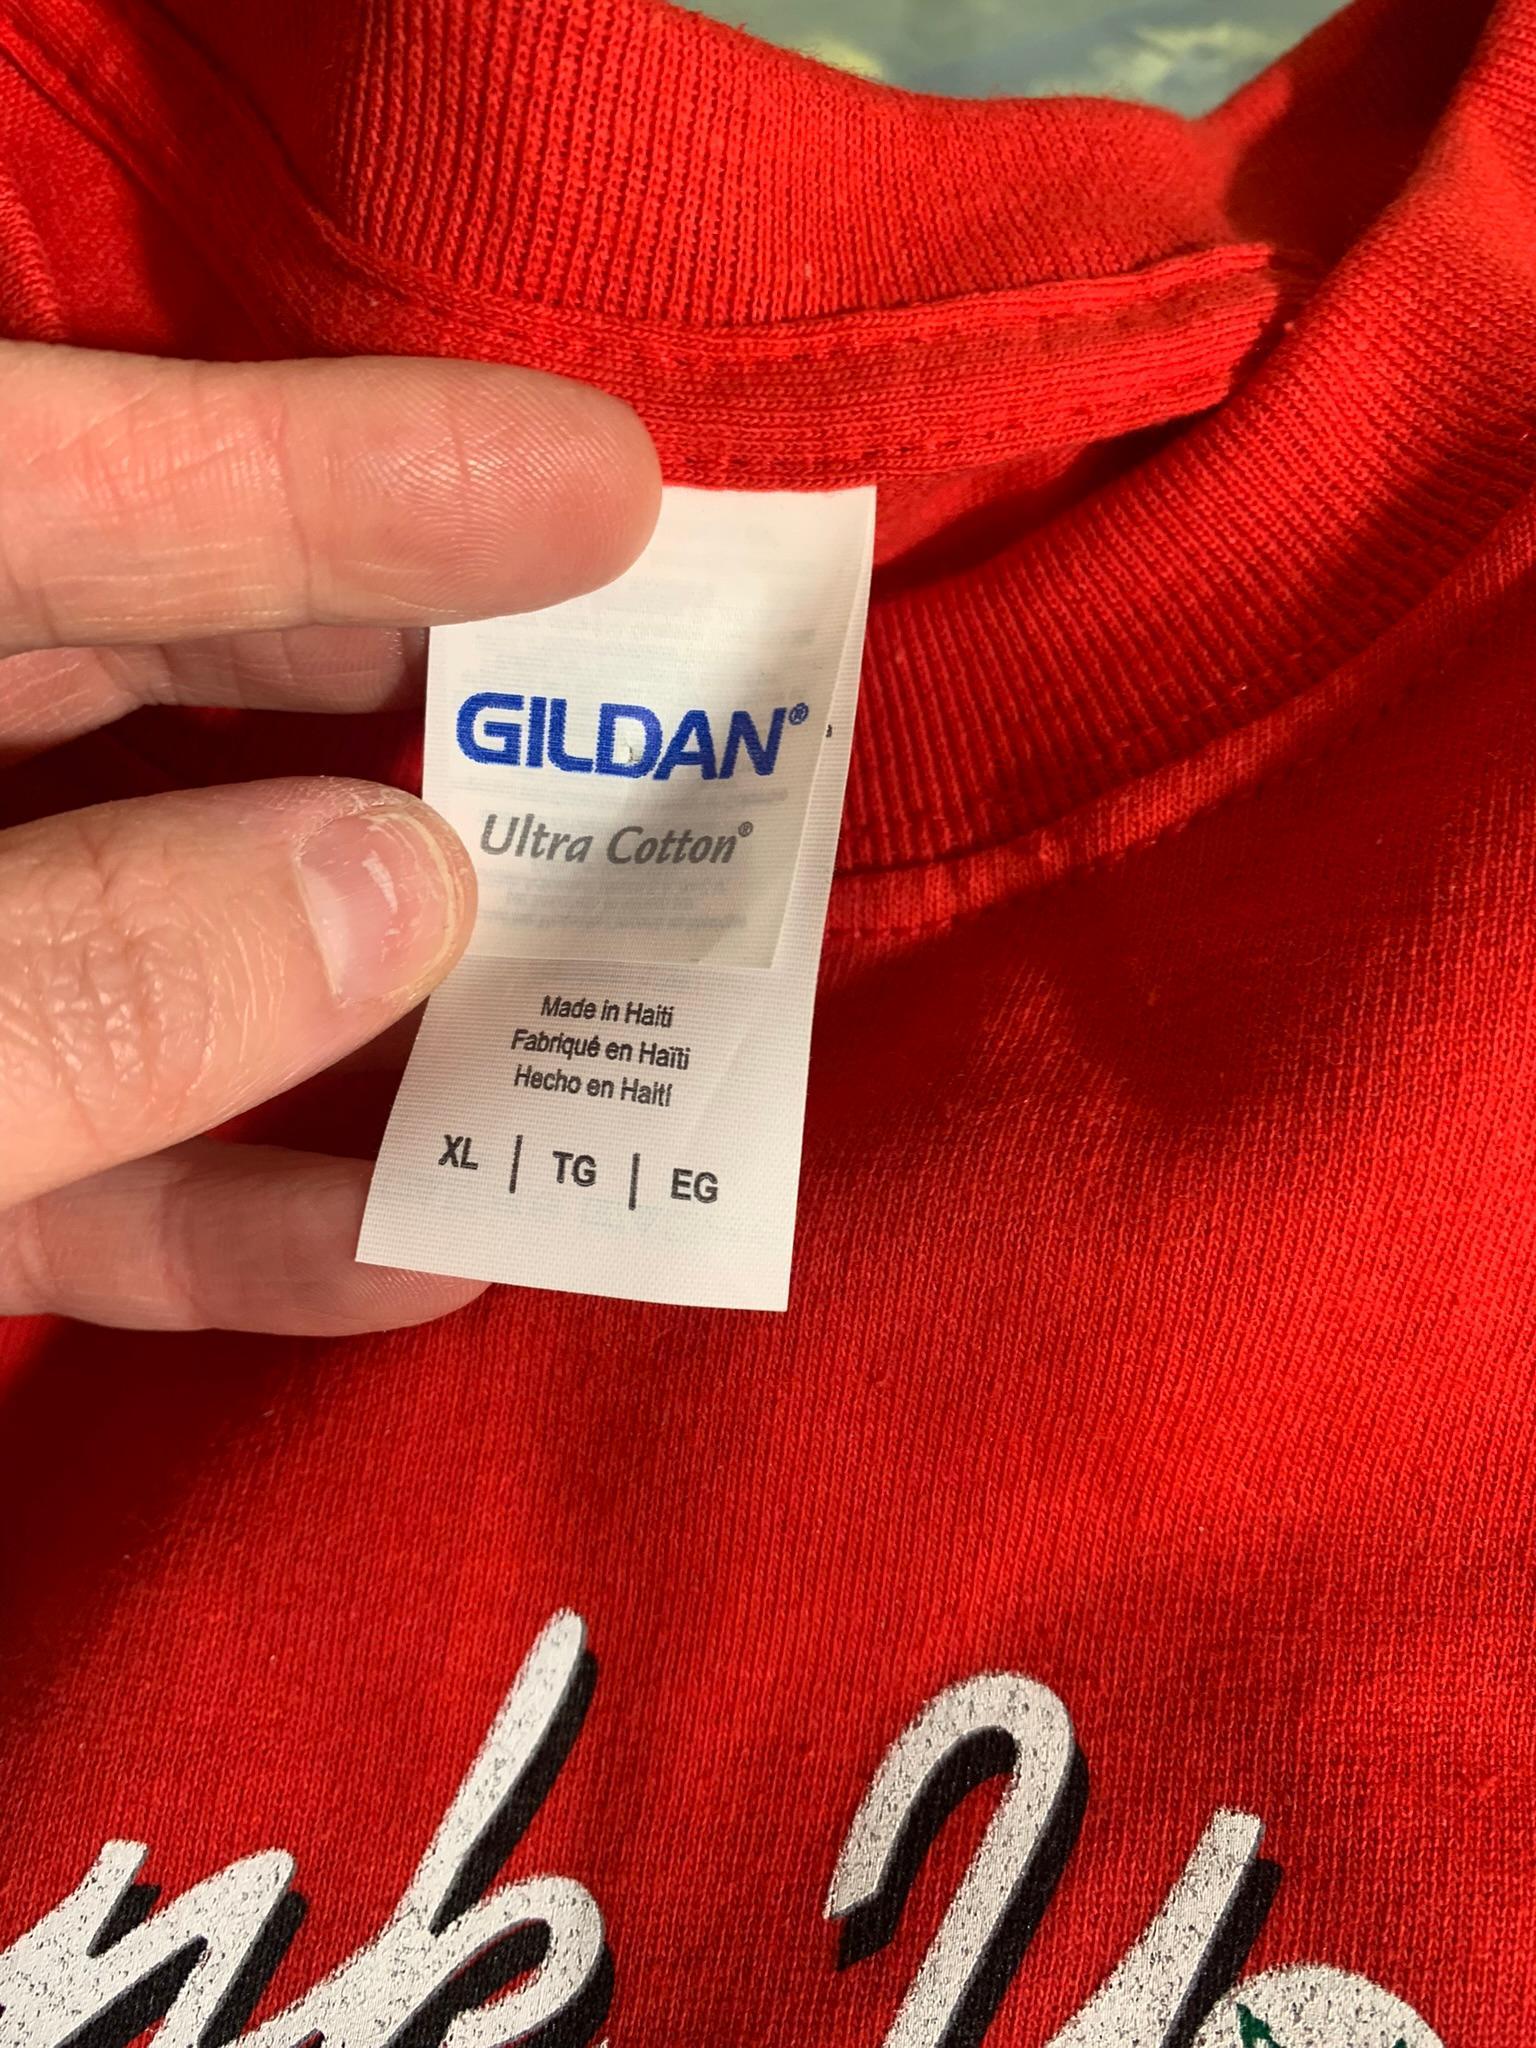 GILDAN®
Ultra Cotton®
Made in Haiti
Fabriqué en Haïti
Hecho en Haití
XL | TG | EG